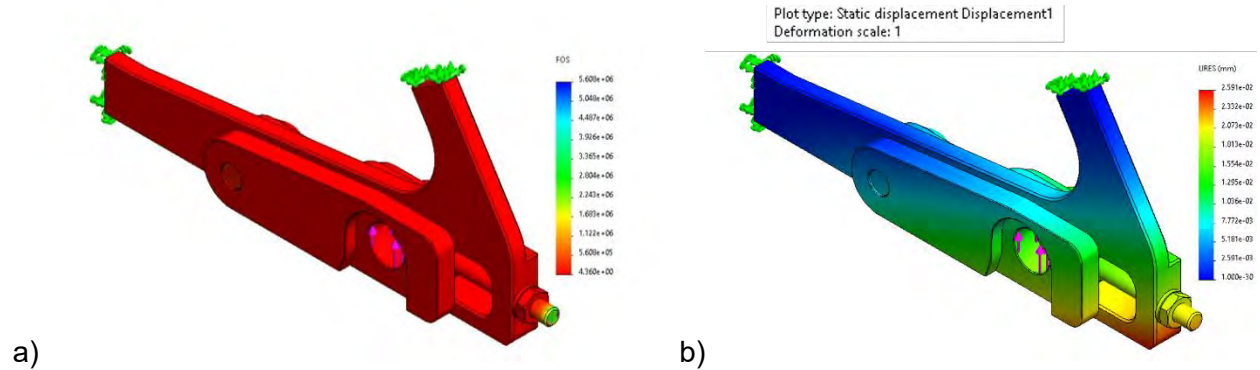 Plot type: Static displacement Displacement1
Deformation scale: 1
FOS
5.608e+06
5.048e+06
4.487e+06
3.926e+06
3.365e+06
2.804e+06
2.243e+06
1.683e+06
1.122e+06
5.608e+05
4.360e+00
URES (mm)
2.591e-02
2.332e-02
2.073e-02
1.813e-02
1.554e-02
1.295e-02
1.036e-02
7.772e-03
5.181e-03
2.591e-03
1.000e-30
a)
b)